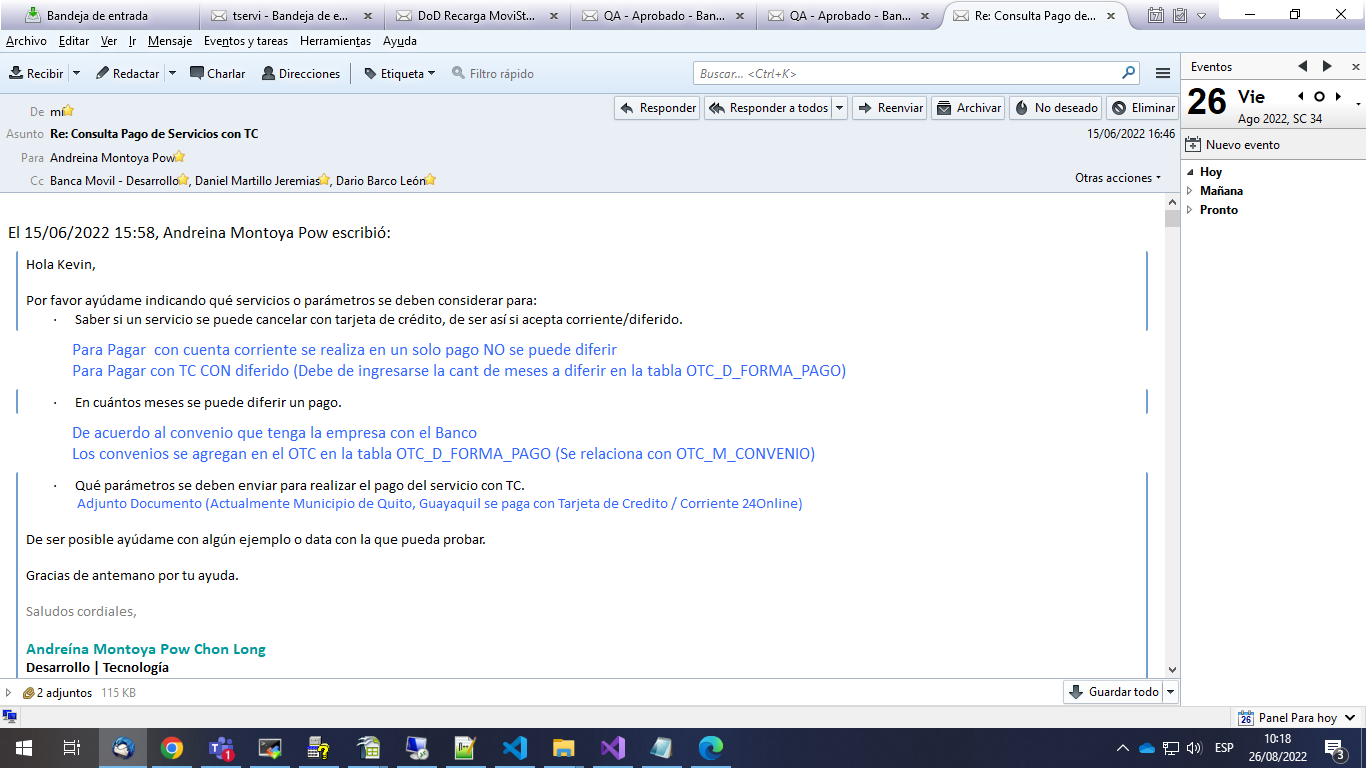 Bandeja de entrada
tservi - Bandeja de e...
DoD Recarga MoviSt...
QA - Aprobado - Ban...
QA - Aprobado - Ban...
Re: Consulta Pago de...
Archivo Editar Ver Ir Mensaje Eventos y tareas Herramientas Ayuda
Recibir Redactar Charlar Direcciones Etiqueta Filtro rápido
Buscar... <Ctrl+K>
De mí
Responder Responder a todos Reenviar Archivar No deseado Eliminar
Asunto Re: Consulta Pago de Servicios con TC
15/06/2022 16:46
Para Andreina Montoya Pow
Cc Banca Movil - Desarrollo, Daniel Martillo Jeremias, Dario Barco León
Otras acciones
El 15/06/2022 15:58, Andreina Montoya Pow escribió:
Hola Kevin,
Por favor ayúdame indicando qué servicios o parámetros se deben considerar para:
· Saber si un servicio se puede cancelar con tarjeta de crédito, de ser así si acepta corriente/diferido.
Para Pagar  con cuenta corriente se realiza en un solo pago NO se puede diferir
Para Pagar con TC CON diferido (Debe de ingresarse la cant de meses a diferir en la tabla OTC_D_FORMA_PAGO)
· En cuántos meses se puede diferir un pago.
De acuerdo al convenio que tenga la empresa con el Banco
Los convenios se agregan en el OTC en la tabla OTC_D_FORMA_PAGO (Se relaciona con OTC_M_CONVENIO)
· Qué parámetros se deben enviar para realizar el pago del servicio con TC.
Adjunto Documento (Actualmente Municipio de Quito, Guayaquil se paga con Tarjeta de Credito / Corriente 24Online)
De ser posible ayúdame con algún ejemplo o data con la que pueda probar.
Gracias de antemano por tu ayuda.
Saludos cordiales,
Andreína Montoya Pow Chon Long
Desarrollo | Tecnología
2 adjuntos 115 KB
Guardar todo
Eventos
26 Vie
Ago 2022, SC 34
Nuevo evento
Hoy
Mañana
Pronto
26 Panel Para hoy
1
ESP
10:18
26/08/2022
3